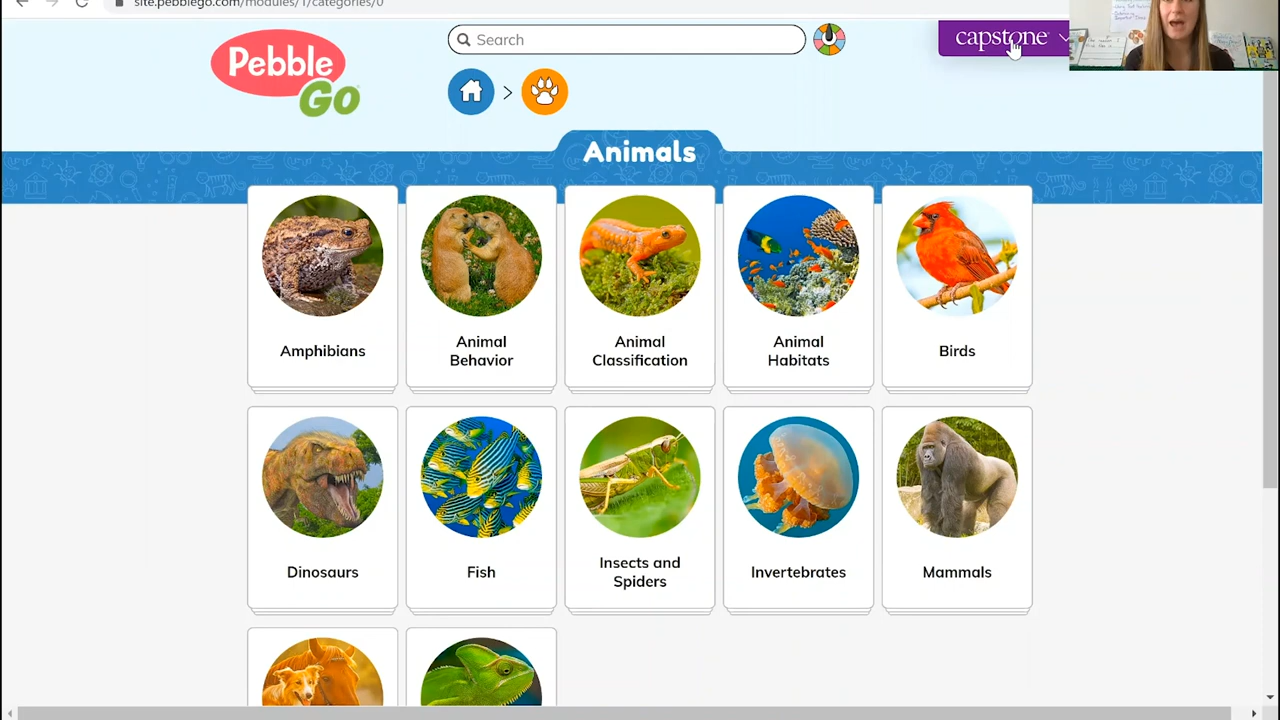 site.pebblego.com/modules/1/categories/0
Pebble
Go
Search
capstone
Animals
Amphibians
Animal
Behavior
Animal
Classification
Animal
Habitats
Birds
Dinosaurs
Fish
Insects and
Spiders
Invertebrates
Mammals